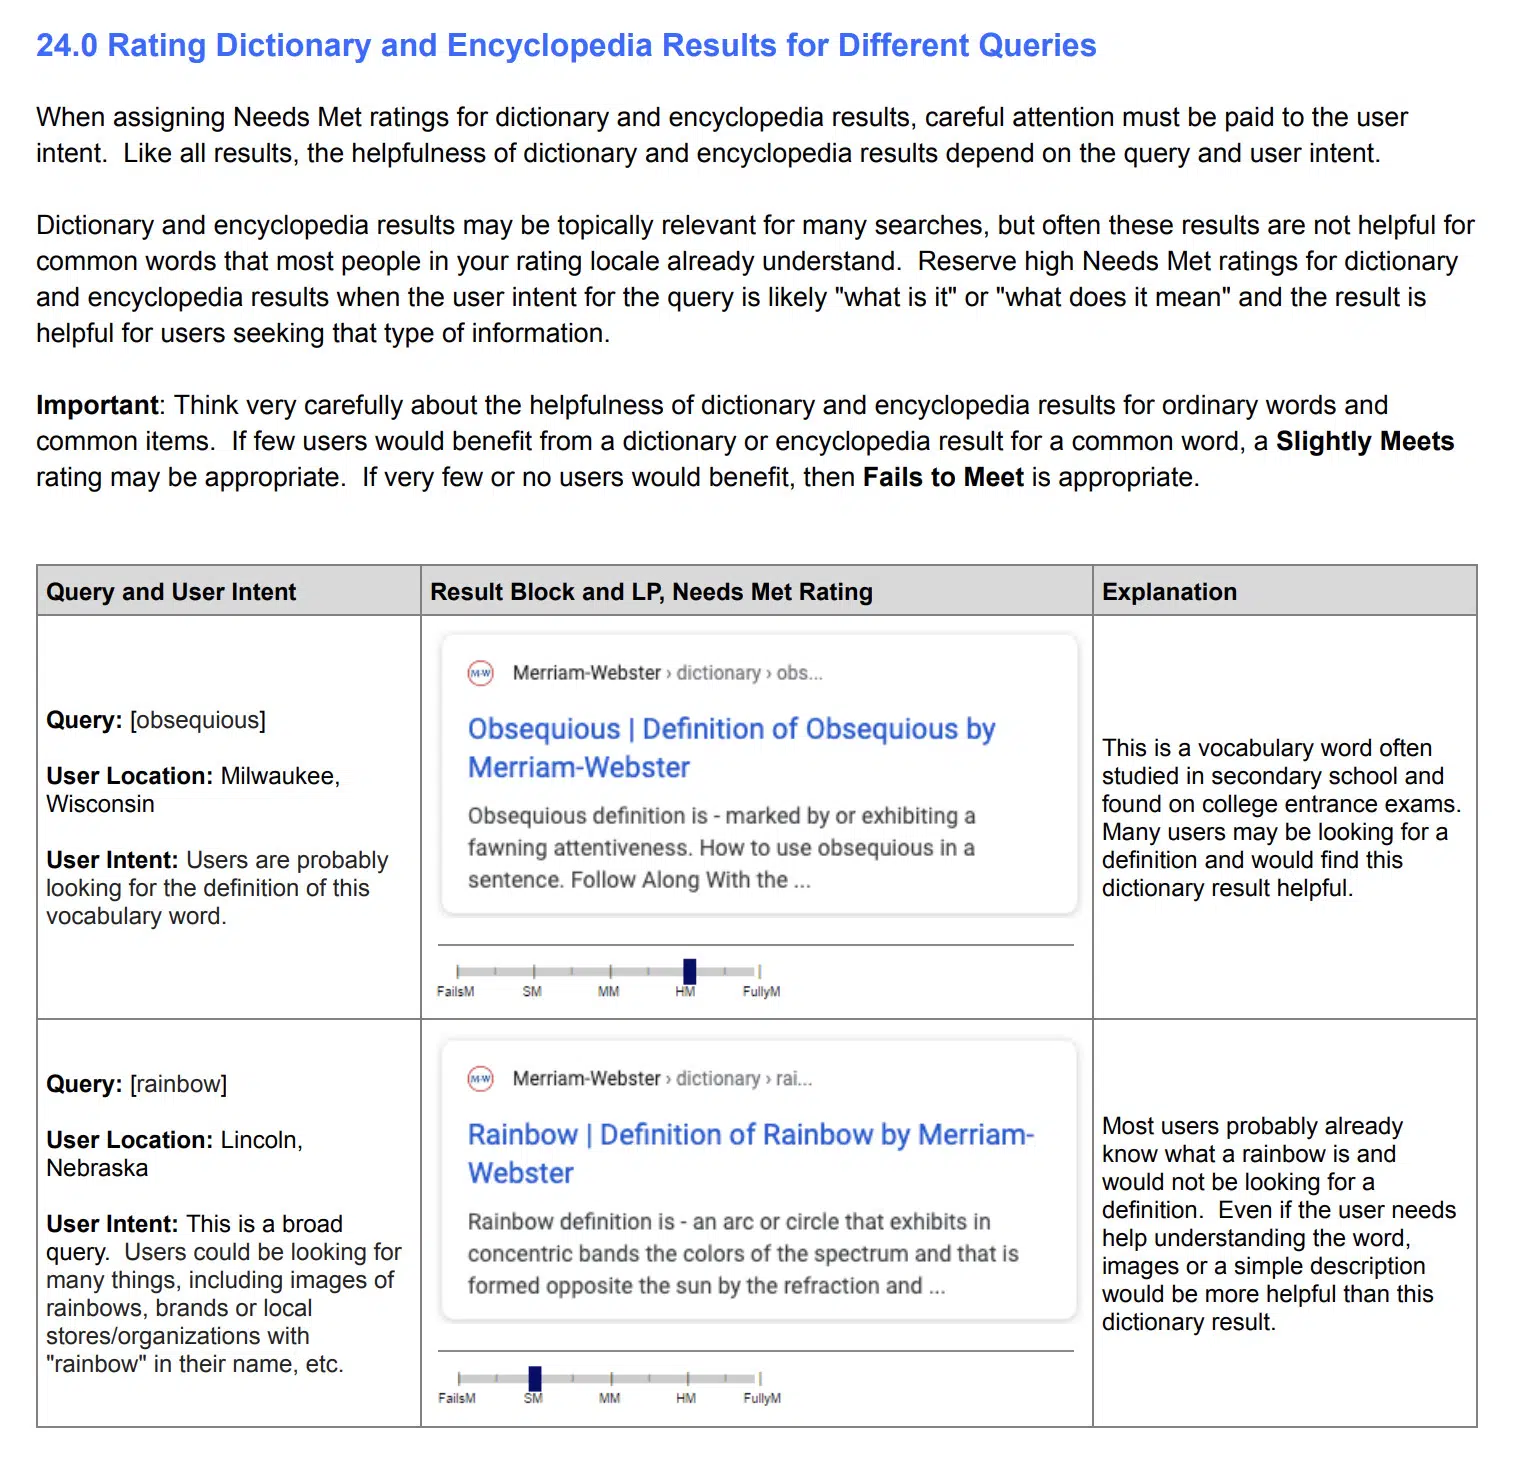 24.0 Rating Dictionary and Encyclopedia Results for Different Queries
When assigning Needs Met ratings for dictionary and encyclopedia results, careful attention must be paid to the user
intent.  Like all results, the helpfulness of dictionary and encyclopedia results depend on the query and user intent.
Dictionary and encyclopedia results may be topically relevant for many searches, but often these results are not helpful for
common words that most people in your rating locale already understand.  Reserve high Needs Met ratings for dictionary
and encyclopedia results when the user intent for the query is likely "what is it" or "what does it mean" and the result is
helpful for users seeking that type of information.
Important: Think very carefully about the helpfulness of dictionary and encyclopedia results for ordinary words and
common items.  If few users would benefit from a dictionary or encyclopedia result for a common word, a Slightly Meets
rating may be appropriate.  If very few or no users would benefit, then Fails to Meet is appropriate.
Query and User Intent
Result Block and LP, Needs Met Rating
Explanation
Query: [obsequious]
User Location: Milwaukee,
Wisconsin
User Intent: Users are probably
looking for the definition of this
vocabulary word.
M-W
Merriam-Webster › dictionary › obs...
Obsequious | Definition of Obsequious by
Merriam-Webster
Obsequious definition is - marked by or exhibiting a
fawning attentiveness. How to use obsequious in a
sentence. Follow Along With the ...
FailsM SM MM HM FullyM
This is a vocabulary word often
studied in secondary school and
found on college entrance exams.
Many users may be looking for a
definition and would find this
dictionary result helpful.
Query: [rainbow]
User Location: Lincoln,
Nebraska
User Intent: This is a broad
query.  Users could be looking for
many things, including images of
rainbows, brands or local
stores/organizations with
"rainbow" in their name, etc.
M-W
Merriam-Webster › dictionary › rai...
Rainbow | Definition of Rainbow by Merriam-
Webster
Rainbow definition is - an arc or circle that exhibits in
concentric bands the colors of the spectrum and that is
formed opposite the sun by the refraction and ...
FailsM SM MM HM FullyM
Most users probably already
know what a rainbow is and
would not be looking for a
definition.  Even if the user needs
help understanding the word,
images or a simple description
would be more helpful than this
dictionary result.